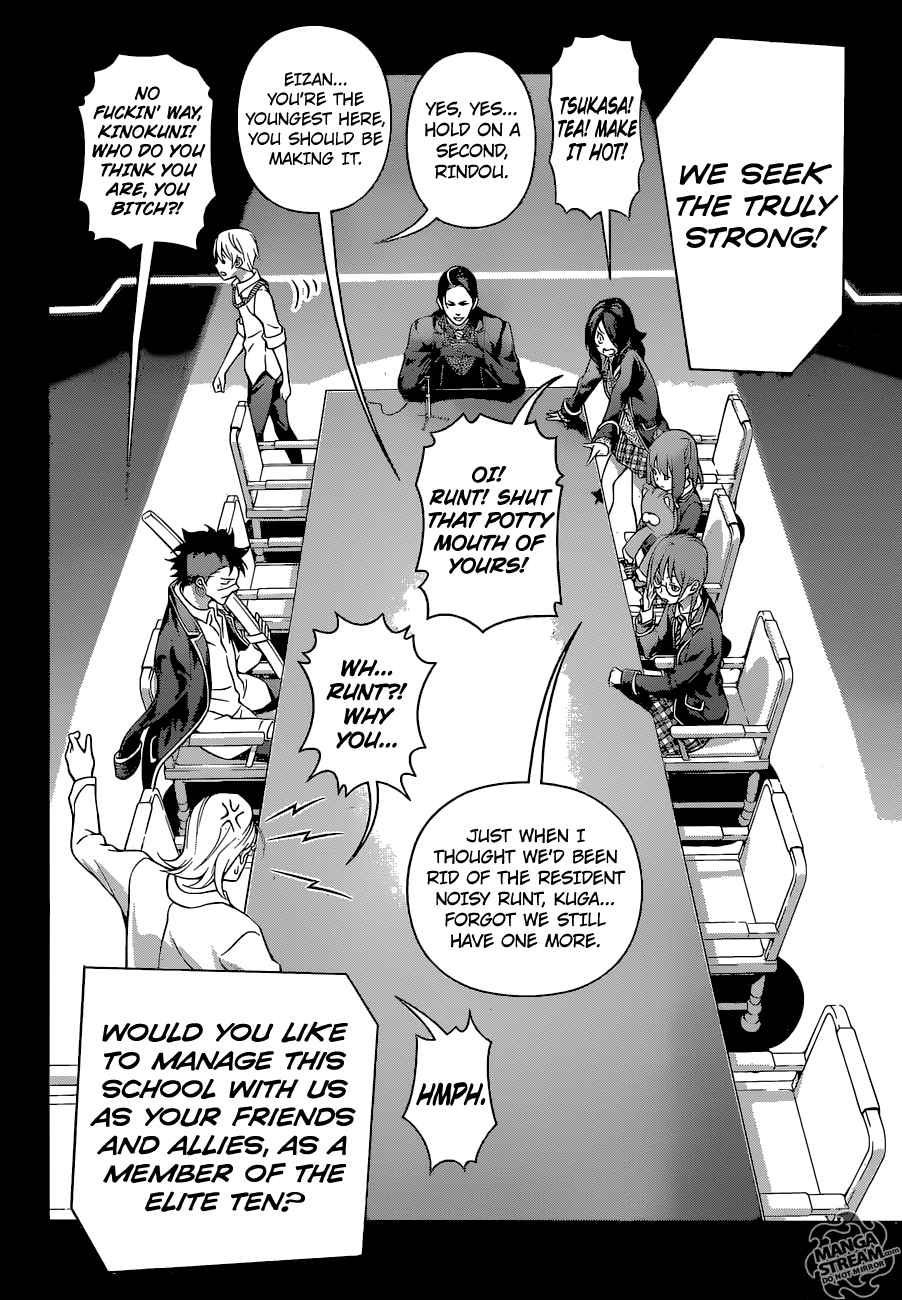 WE SEEK
THE TRULY
STRONG!
TSUKASA!
TEA! MAKE
IT HOT!
YES, YES...
HOLD ON A
SECOND,
RINDOU.
EIZAN...
YOU'RE THE
YOUNGEST HERE,
YOU SHOULD BE
MAKING IT.
NO
FUCKIN' WAY,
KINOKUNI!
WHO DO YOU
THINK YOU
ARE, YOU
BITCH?!
OI!
RUNT! SHUT
THAT POTTY
MOUTH OF
YOURS!
WH...
RUNT?!
WHY
YOU...
JUST WHEN I
THOUGHT WE'D BEEN
RID OF THE RESIDENT
NOISY RUNT, KUGA...
FORGOT WE STILL
HAVE ONE MORE.
HMPH.
WOULD YOU LIKE
TO MANAGE THIS
SCHOOL WITH US
AS YOUR FRIENDS
AND ALLIES, AS A
MEMBER OF THE
ELITE TEN?
MANGA
STREAM.com
DO NOT MIRROR